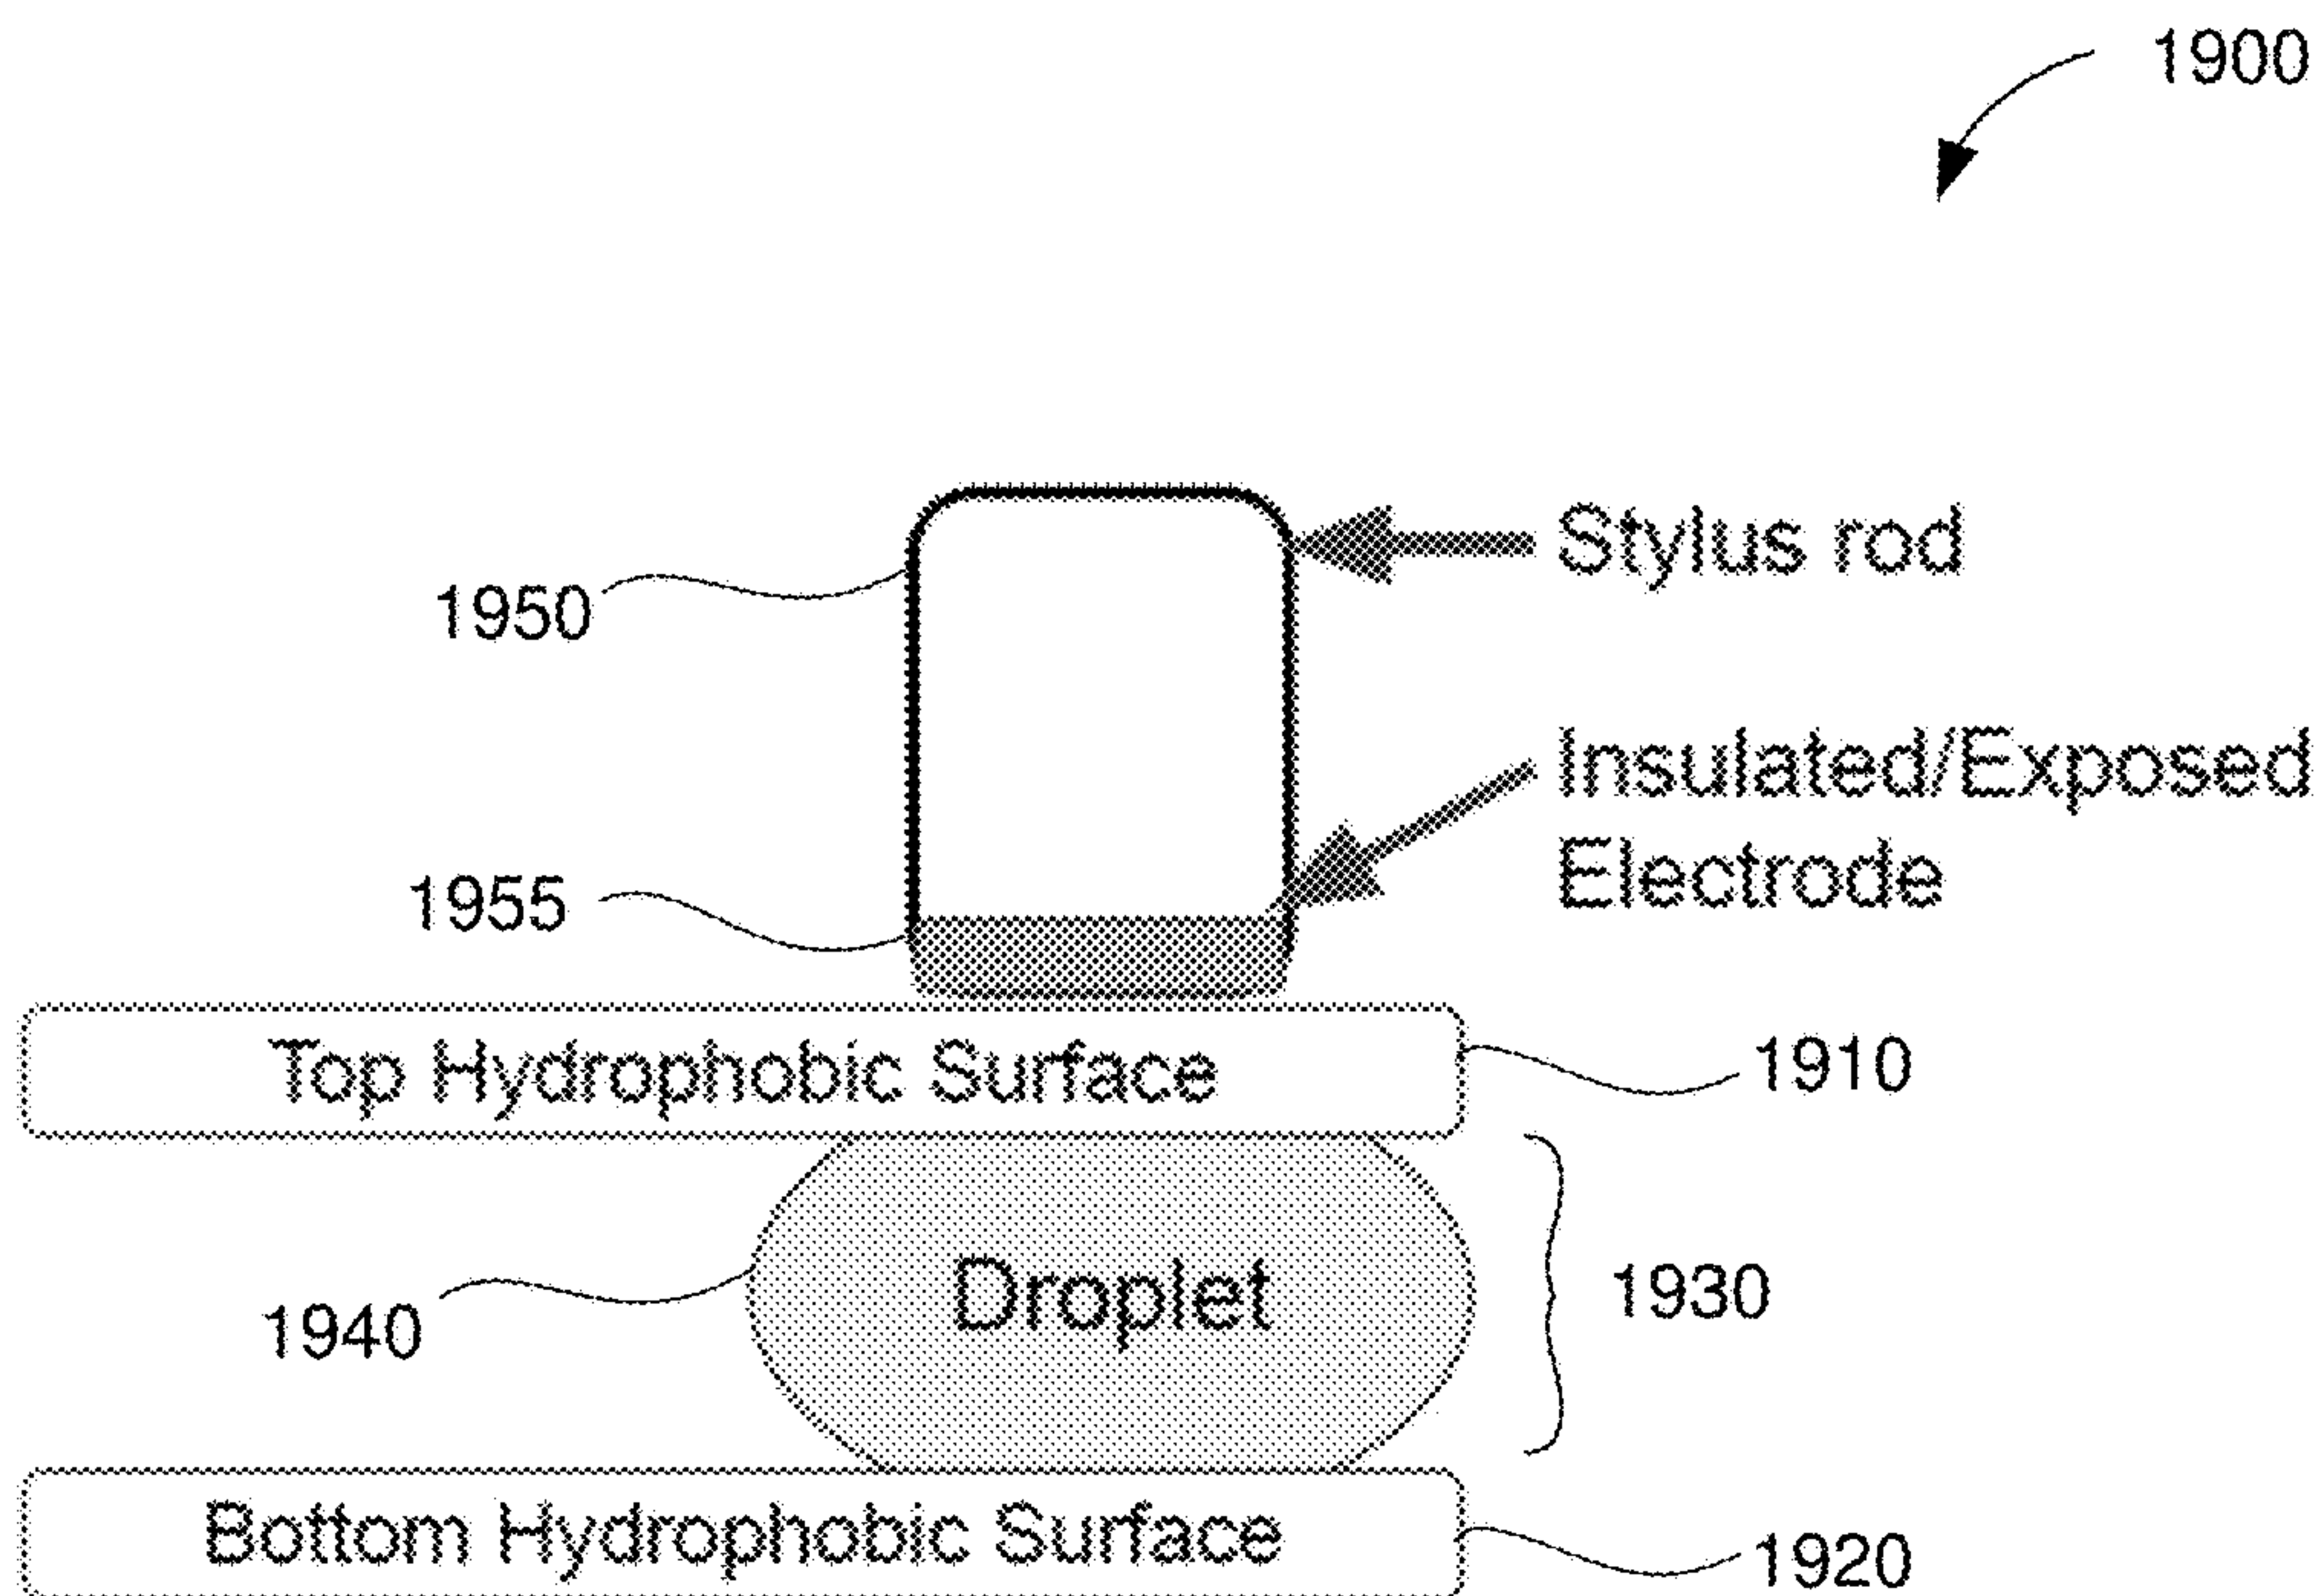 1900
Stylus rod
1950
Insulated/Exposed
Electrode
1955
Top Hydrophobic Surface
1910
Droplet
1930
1940
Bottom Hydrophobic Surface
1920